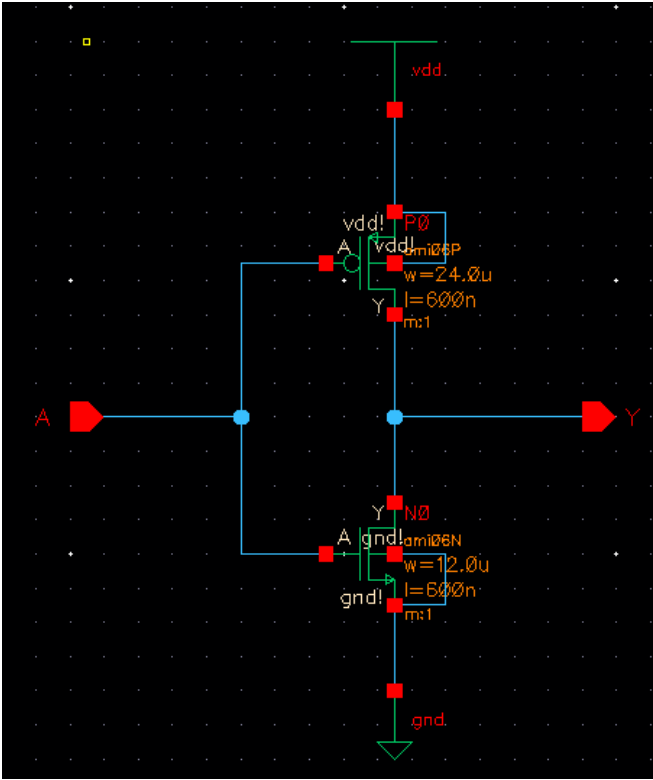 vdd
vdd! P0
A vdd! ami06P
w=24.0u
Y l=600n
m:1
A Y
Y N0
A gnd! ami06N
w=12.0u
gnd! l=600n
m:1
gnd